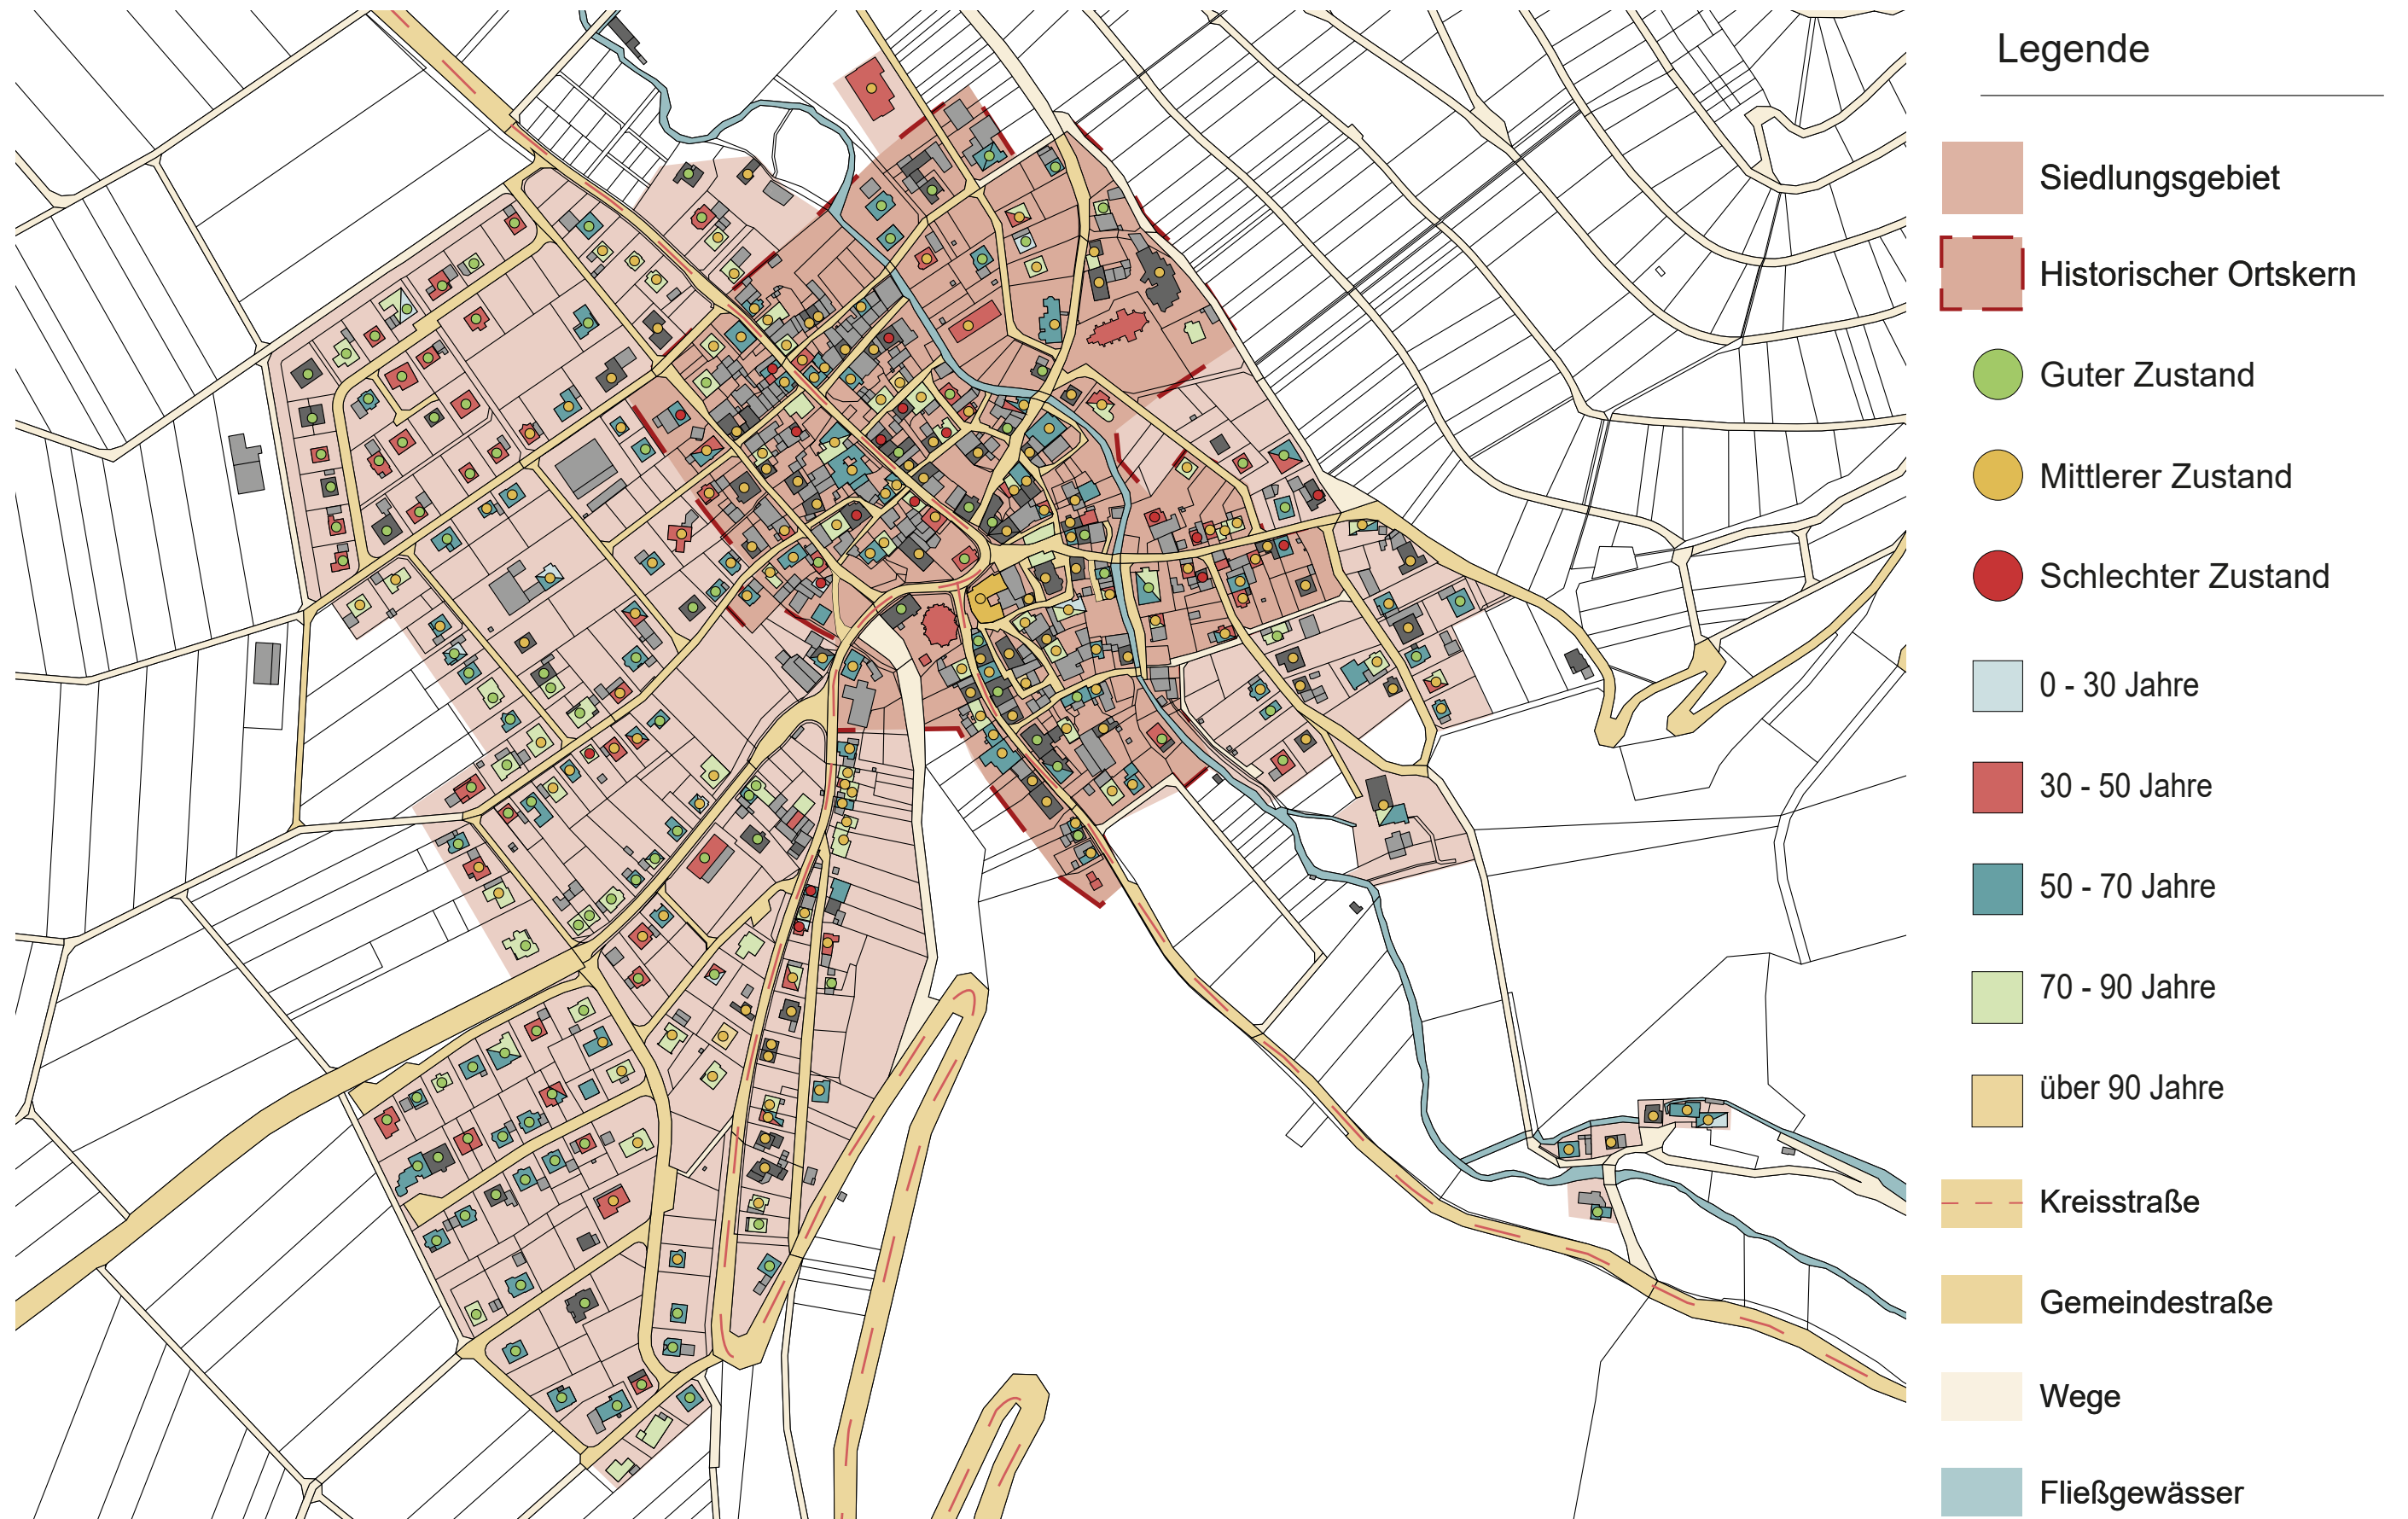 Legende
Siedlungsgebiet
Historischer Ortskern
Guter Zustand
Mittlerer Zustand
Schlechter Zustand
0 - 30 Jahre
30 - 50 Jahre
50 - 70 Jahre
70 - 90 Jahre
über 90 Jahre
Kreisstraße
Gemeindestraße
Wege
Fließgewässer